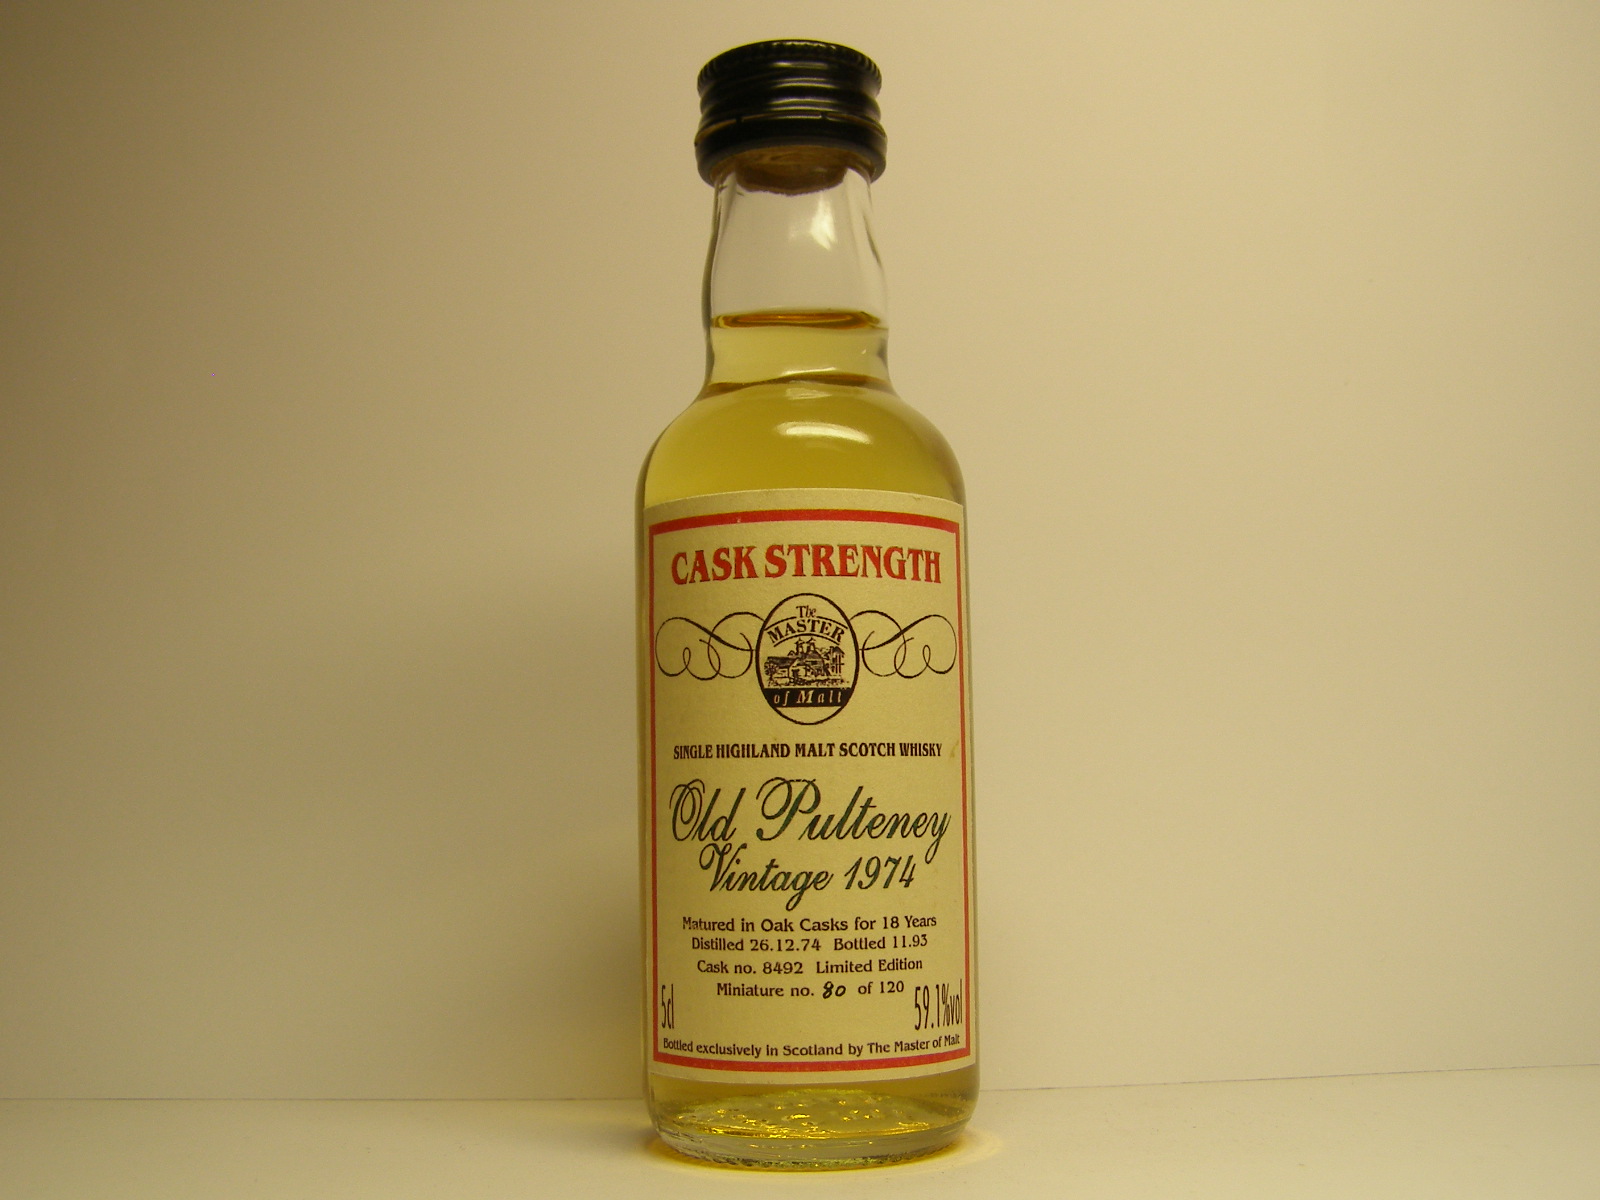 CASK STRENGTH
The
MASTER
of Malt
SINGLE HIGHLAND MALT SCOTCH WHISKY
Old Pulteney
Vintage 1974
Matured in Oak Casks for 18 Years
Distilled 26.12.74 Bottled 11.93
Cask no. 8492 Limited Edition
Miniature no. 80 of 120
5cl 59.1%vol
Bottled exclusively in Scotland by The Master of Malt